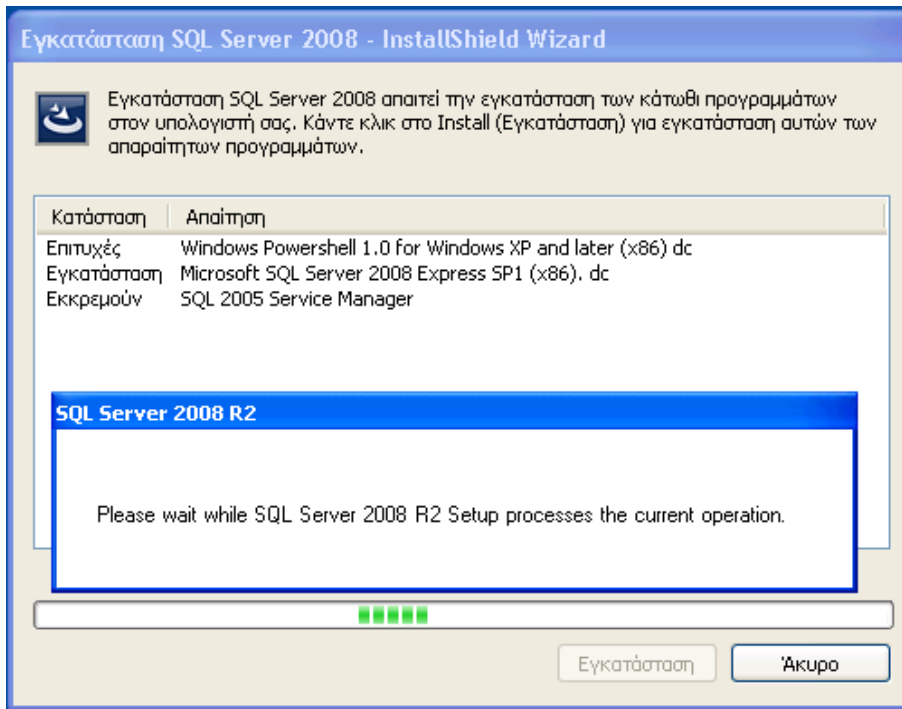 Εγκατάσταση SQL Server 2008 - InstallShield Wizard
Εγκατάσταση SQL Server 2008 απαιτεί την εγκατάσταση των κάτωθι προγραμμάτων
στον υπολογιστή σας. Κάντε κλικ στο Install (Εγκατάσταση) για εγκατάσταση αυτών των
απαραίτητων προγραμμάτων.
Κατάσταση Απαίτηση
Επιτυχές Windows Powershell 1.0 for Windows XP and later (x86) dc
Εγκατάσταση Microsoft SQL Server 2008 Express SP1 (x86). dc
Εκκρεμούν SQL 2005 Service Manager
SQL Server 2008 R2
Please wait while SQL Server 2008 R2 Setup processes the current operation.
Εγκατάσταση Άκυρο